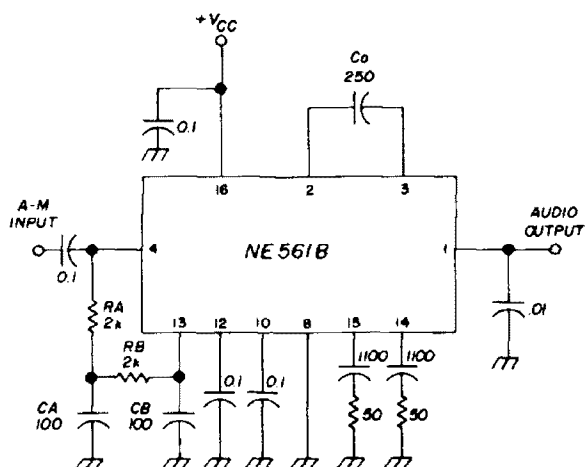 +VCC
Co
250
0.1
16
2
3
A-M
INPUT
AUDIO
OUTPUT
4
NE561B
1
0.1
RA
2k
.01
13
12
10
8
15
14
RB
2k
1100
1100
0.1
0.1
CA
100
CB
100
50
50